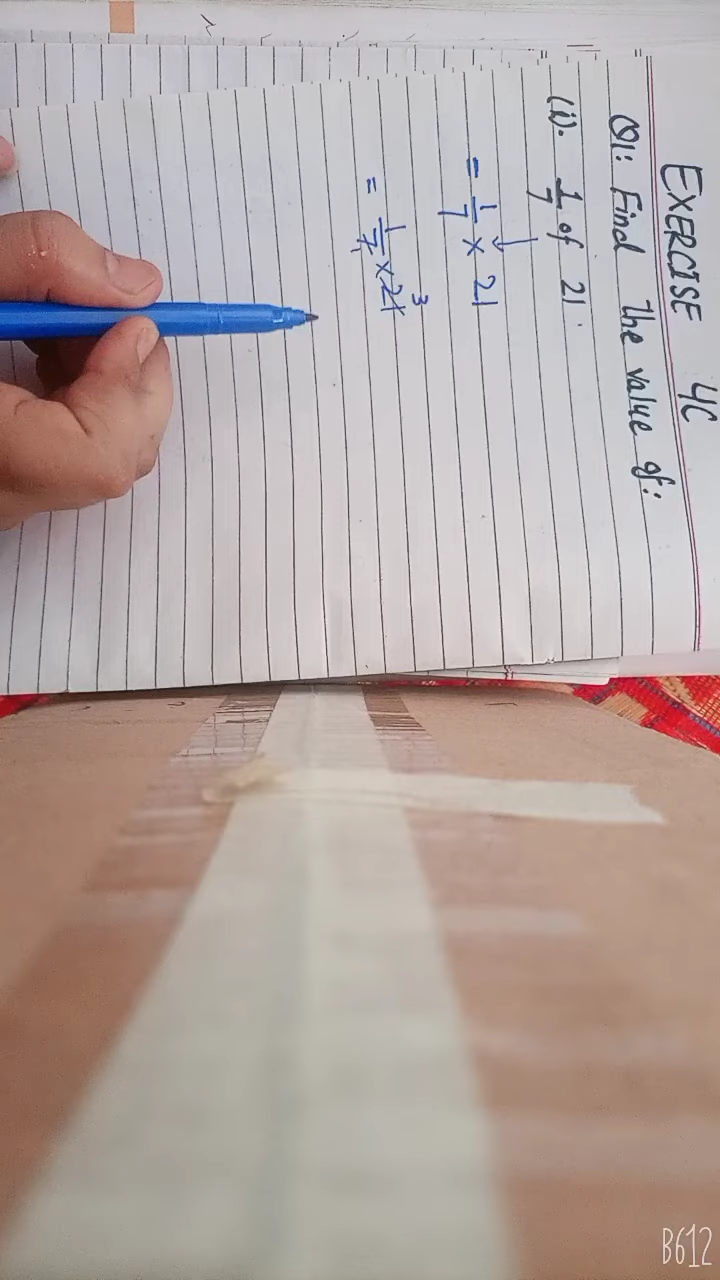 EXERCISE 4C
Q1: Find the value of:
(i). 1/7 of 21.
= 1/7 × 21
= 1/7 1 × 21 3
B612